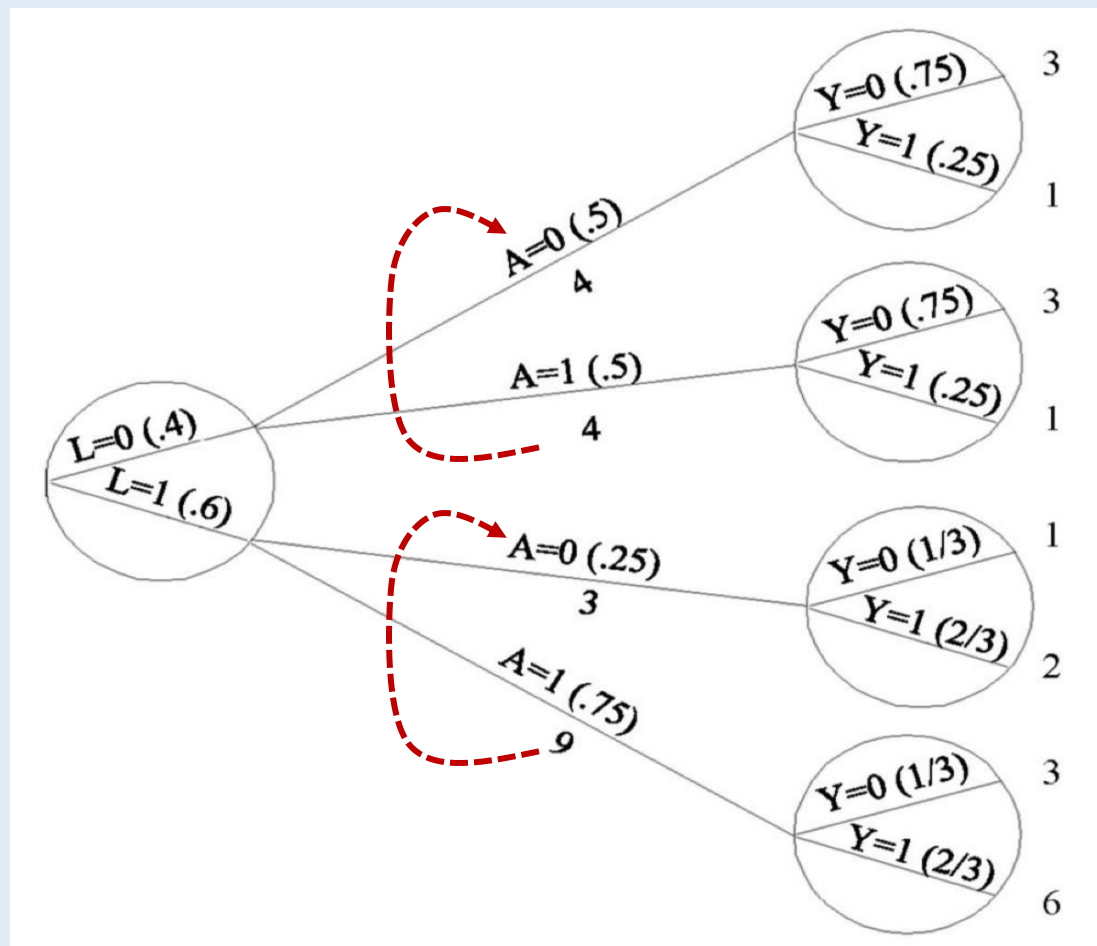 Y=0 (.75)
3
Y=1 (.25)
1
A=0 (.5)
4
Y=0 (.75)
3
A=1 (.5)
Y=1 (.25)
4
1
L=0 (.4)
L=1 (.6)
A=0 (.25)
3
Y=0 (1/3)
1
Y=1 (2/3)
2
A=1 (.75)
9
Y=0 (1/3)
3
Y=1 (2/3)
6